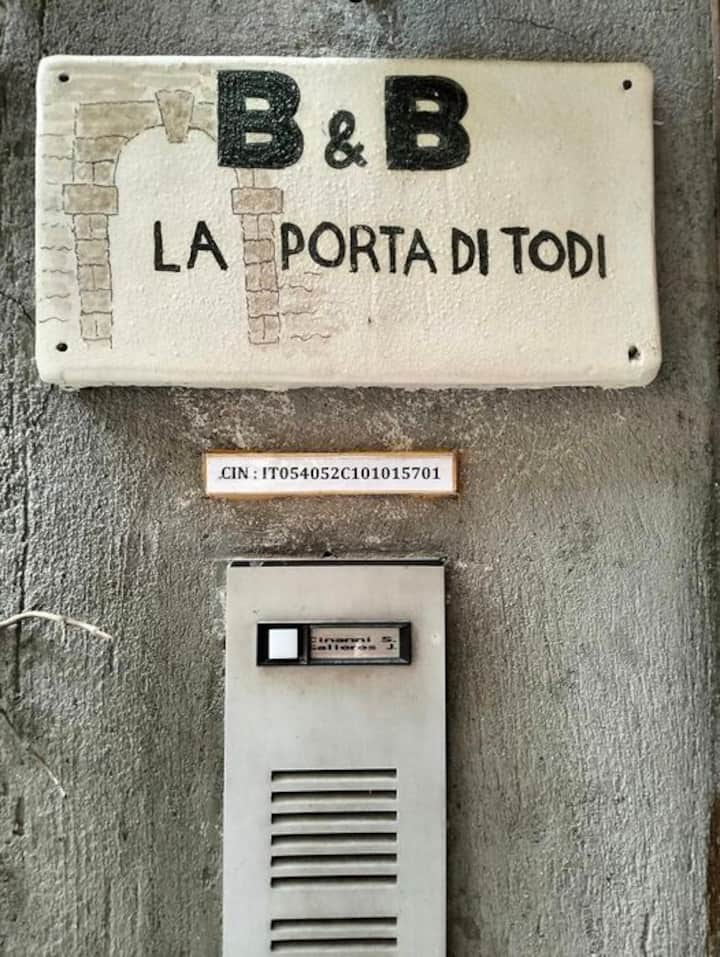 B & B
LA PORTA DI TODI
CIN : IT054052C101015701
S.
J.